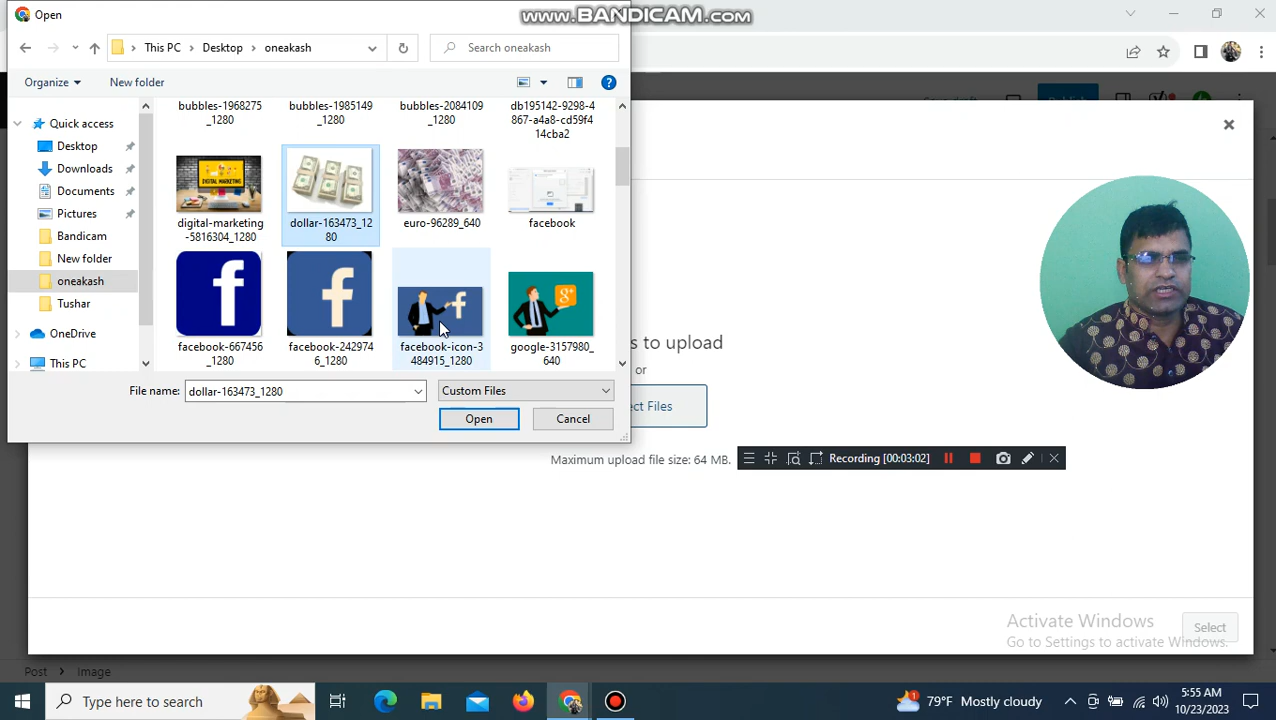 Open
www.BANDICAM.com
This PC
Desktop
oneakash
Search oneakash
Organize
New folder
Quick access
Desktop
Downloads
Documents
Pictures
Bandicam
New folder
oneakash
Tushar
OneDrive
This PC
bubbles-1968275
_1280
bubbles-1985149
_1280
bubbles-2084109
_1280
db195142-9298-4
867-a4a8-cd59f4
14cba2
DIGITAL MARKETING
digital-marketing
-5816304_1280
dollar-163473_12
80
euro-96289_640
facebook
facebook-667456
_1280
facebook-242974
6_1280
facebook-icon-3
484915_1280
google-3157980_
640
File name:
dollar-163473_1280
Custom Files
Open
Cancel
s to upload
or
ct Files
Maximum upload file size: 64 MB.
Recording [00:03:02]
Activate Windows
Go to Settings to activate Windows.
Select
Post
Image
Type here to search
79°F Mostly cloudy
5:55 AM
10/23/2023